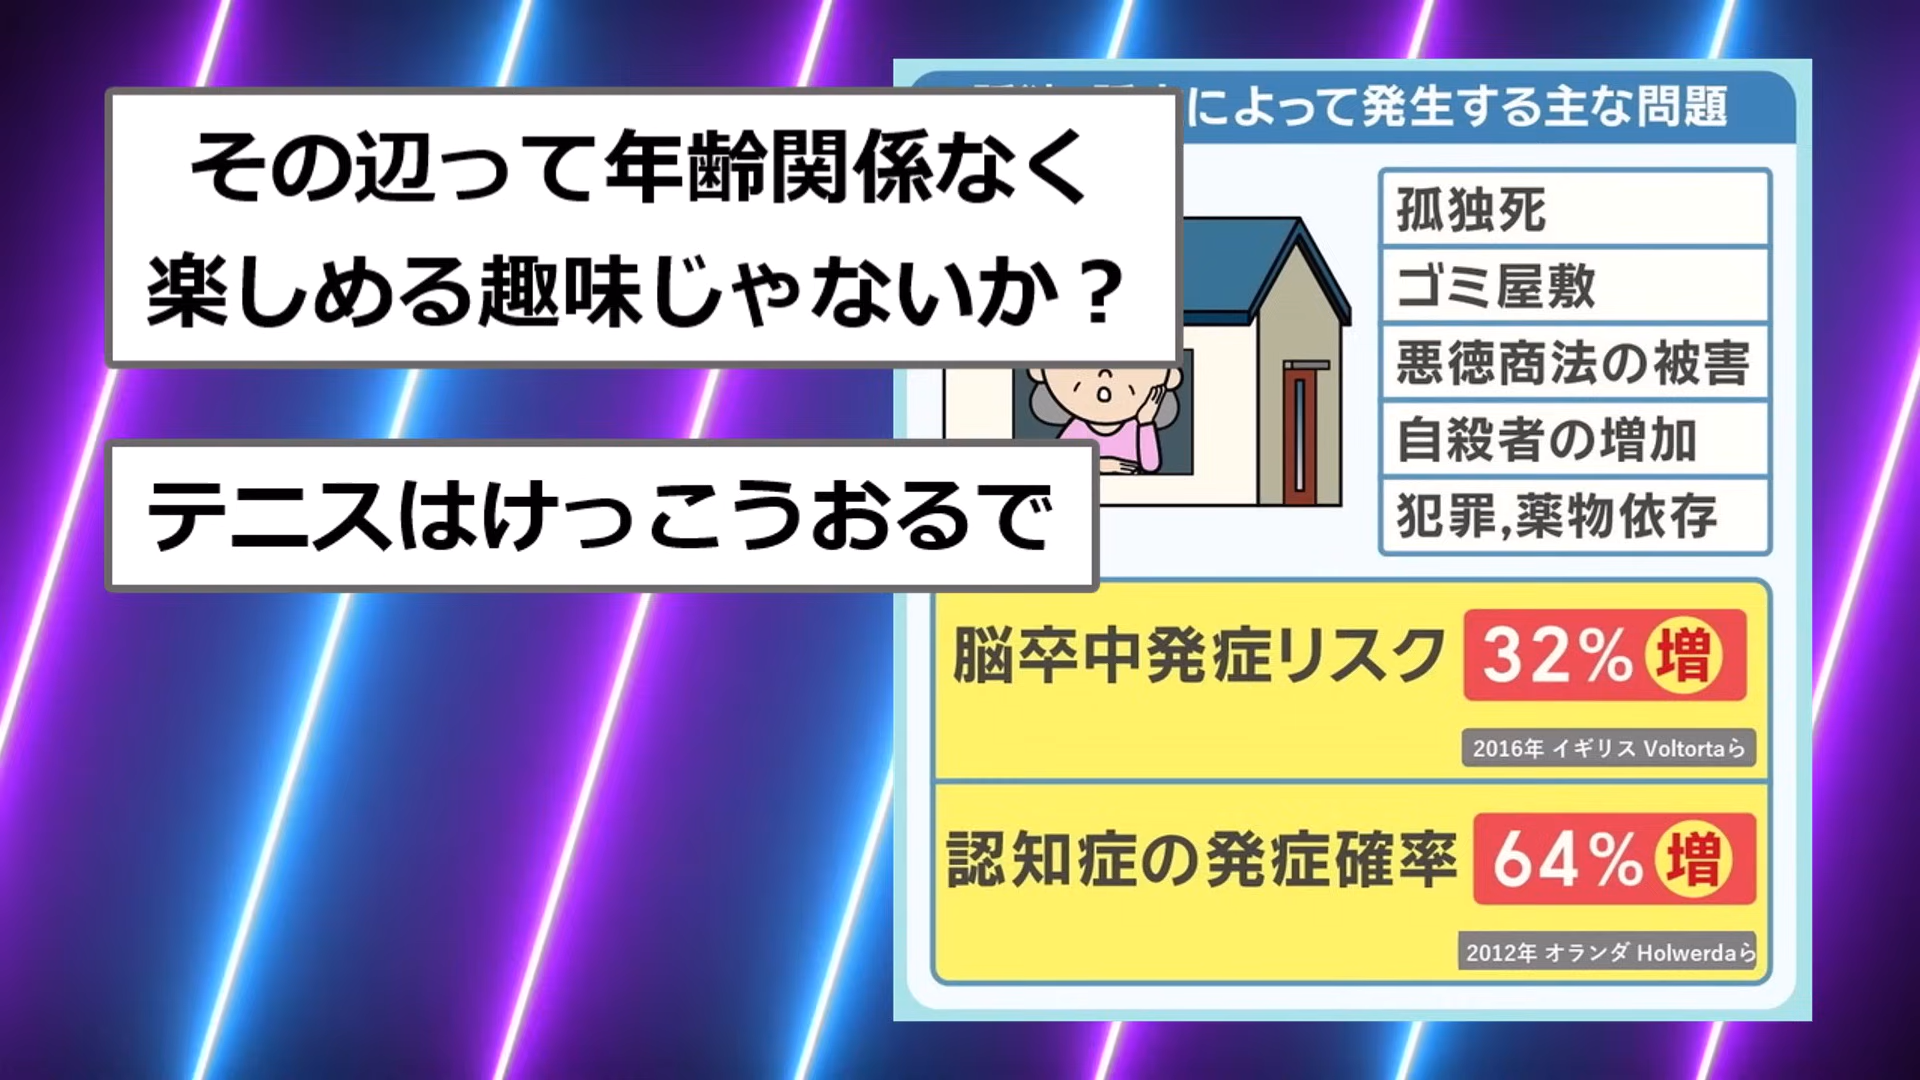 その辺って年齢関係なく
楽しめる趣味じゃないか？
テニスはけっこうおるで
によって発生する主な問題
孤独死
ゴミ屋敷
悪徳商法の被害
自殺者の増加
犯罪,薬物依存
脳卒中発症リスク 32%増
2016年 イギリス Voltortaら
認知症の発症確率 64%増
2012年 オランダ Holwerdaら